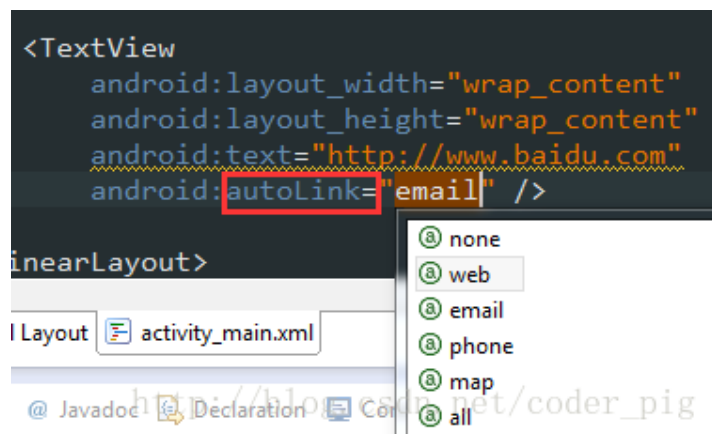 <TextView
android:layout_width="wrap_content"
android:layout_height="wrap_content"
android:text="http://www.baidu.com"
android:autoLink="email" />
none
inearLayout>
web
email
l Layout activity_main.xml
phone
map
@ Javadoc Declaration Con
all
http://blog.csdn.net/coder_pig